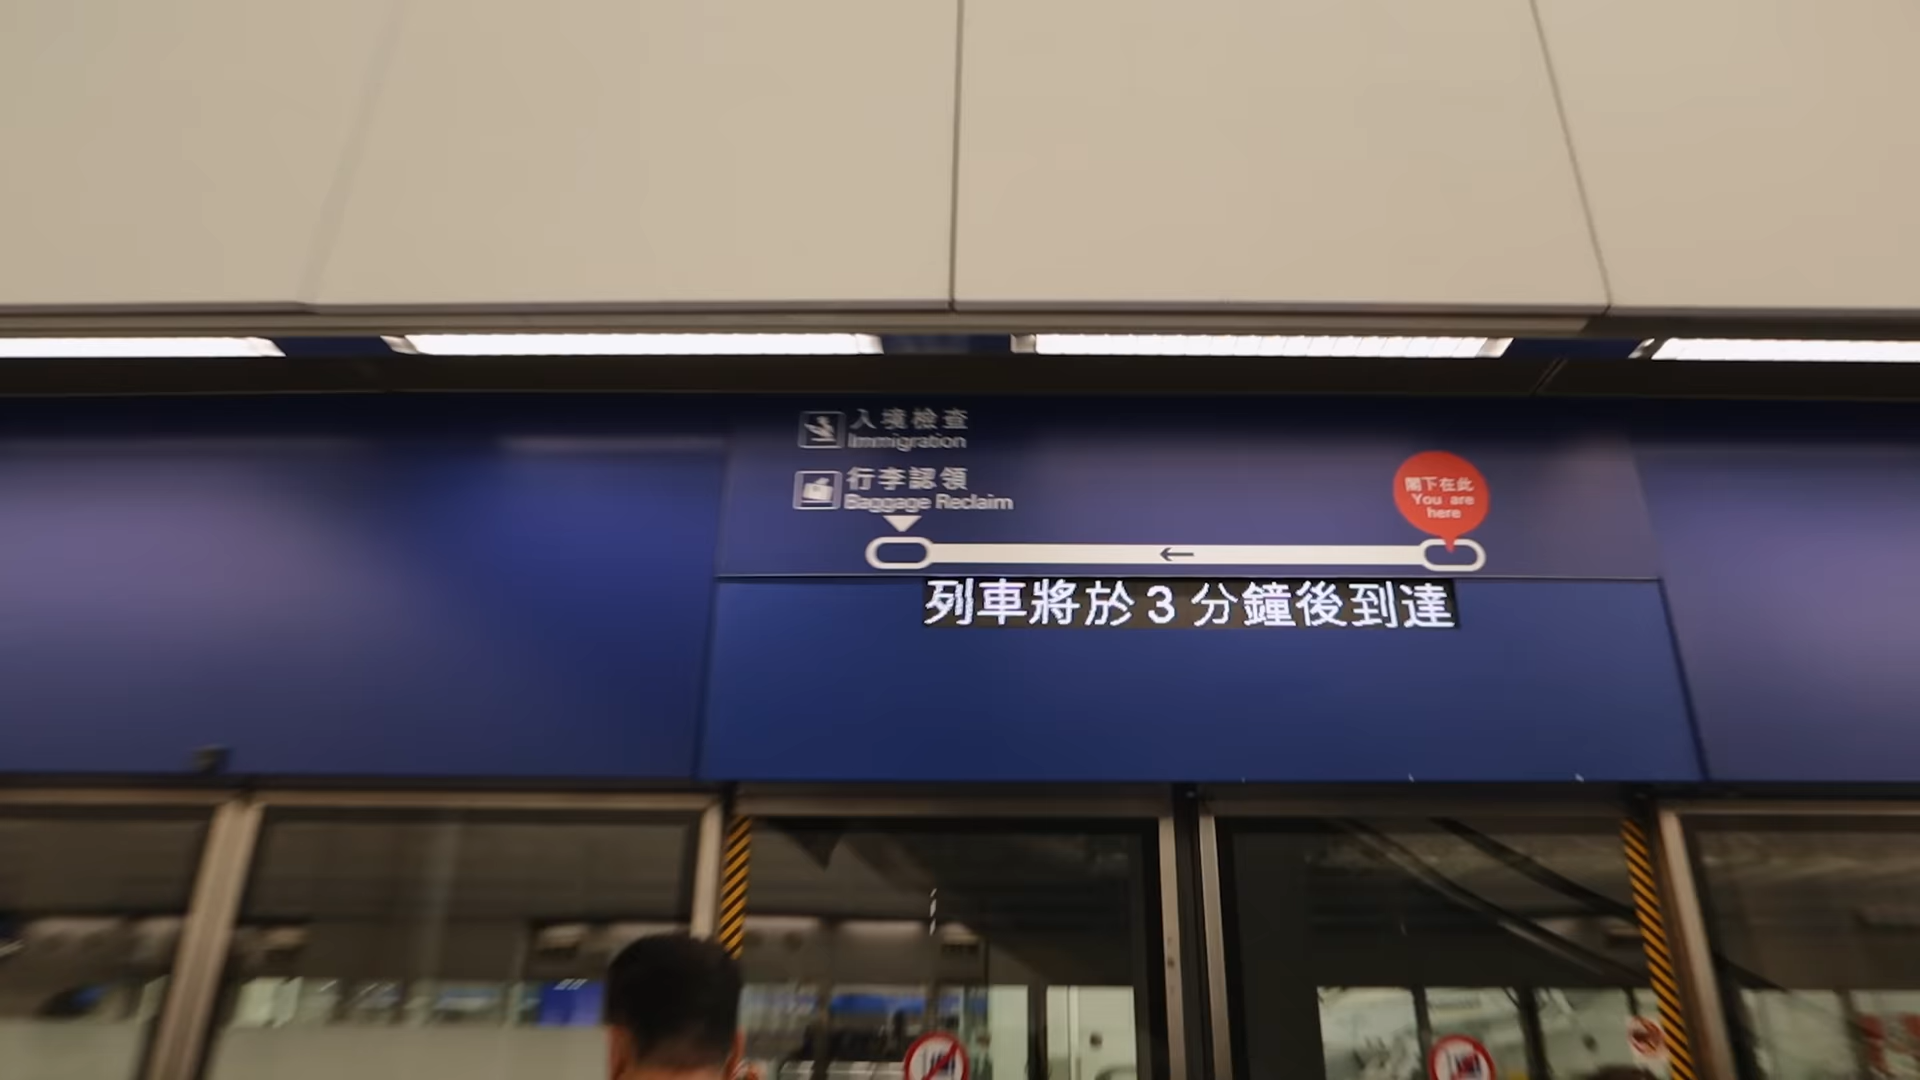 入境檢查
Immigration
行李認領
Baggage Reclaim
閣下在此
You are
here
列車將於3分鐘後到達